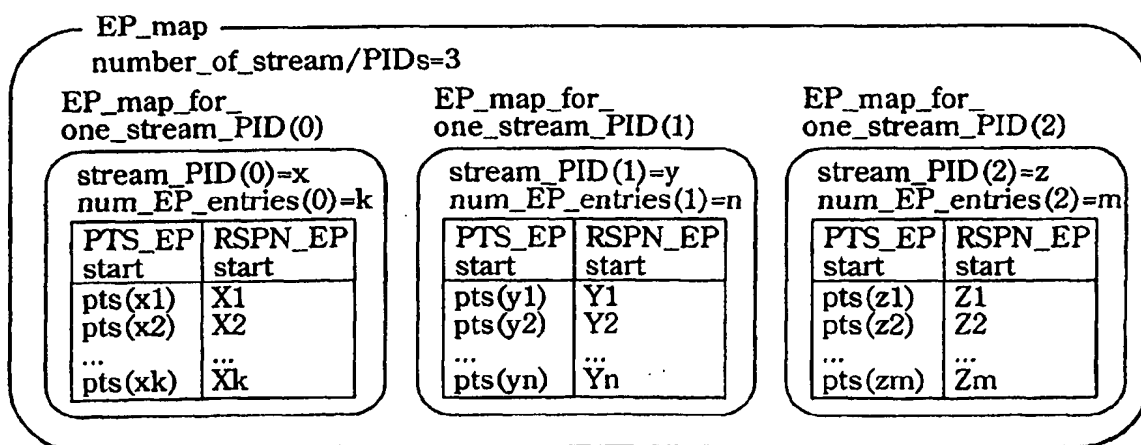 EP_map
number_of_stream/PIDs=3
EP_map_for_
one_stream_PID(0)
stream_PID(0)=x
num_EP_entries(0)=k
PTS_EP RSPN_EP
start start
pts(x1) X1
pts(x2) X2
... ...
pts(xk) Xk
EP_map_for_
one_stream_PID(1)
stream_PID(1)=y
num_EP_entries(1)=n
PTS_EP RSPN_EP
start start
pts(y1) Y1
pts(y2) Y2
... ...
pts(yn) Yn
EP_map_for_
one_stream_PID(2)
stream_PID(2)=z
num_EP_entries(2)=m
PTS_EP RSPN_EP
start start
pts(z1) Z1
pts(z2) Z2
... ...
pts(zm) Zm